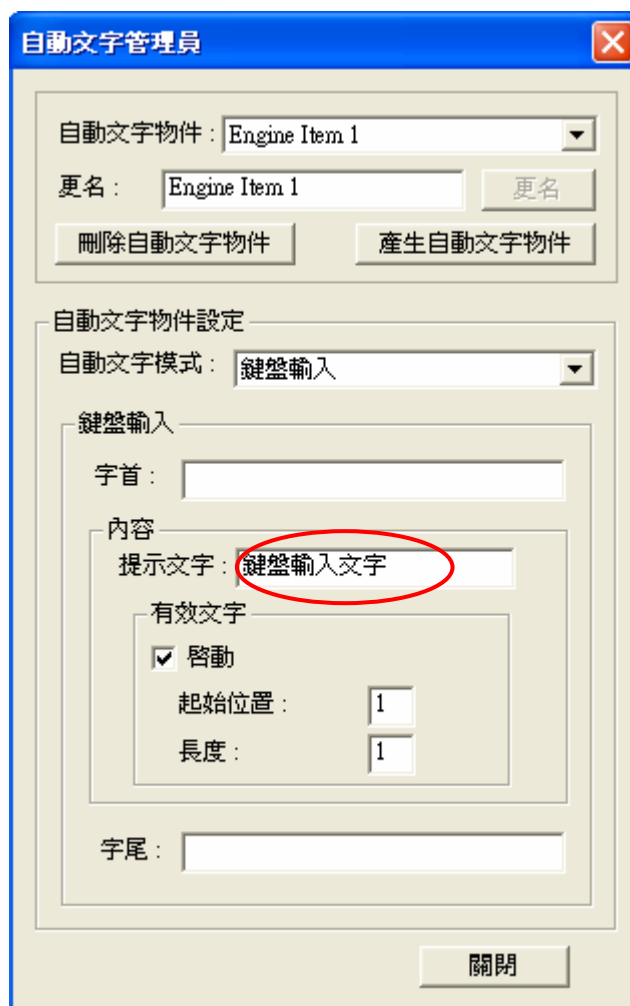 自動文字管理員
自動文字物件：Engine Item 1
更名： Engine Item 1 更名
刪除自動文字物件 產生自動文字物件
自動文字物件設定
自動文字模式： 鍵盤輸入
鍵盤輸入
字首：
內容
提示文字：鍵盤輸入文字
有效文字
啓動
起始位置： 1
長度： 1
字尾：
關閉